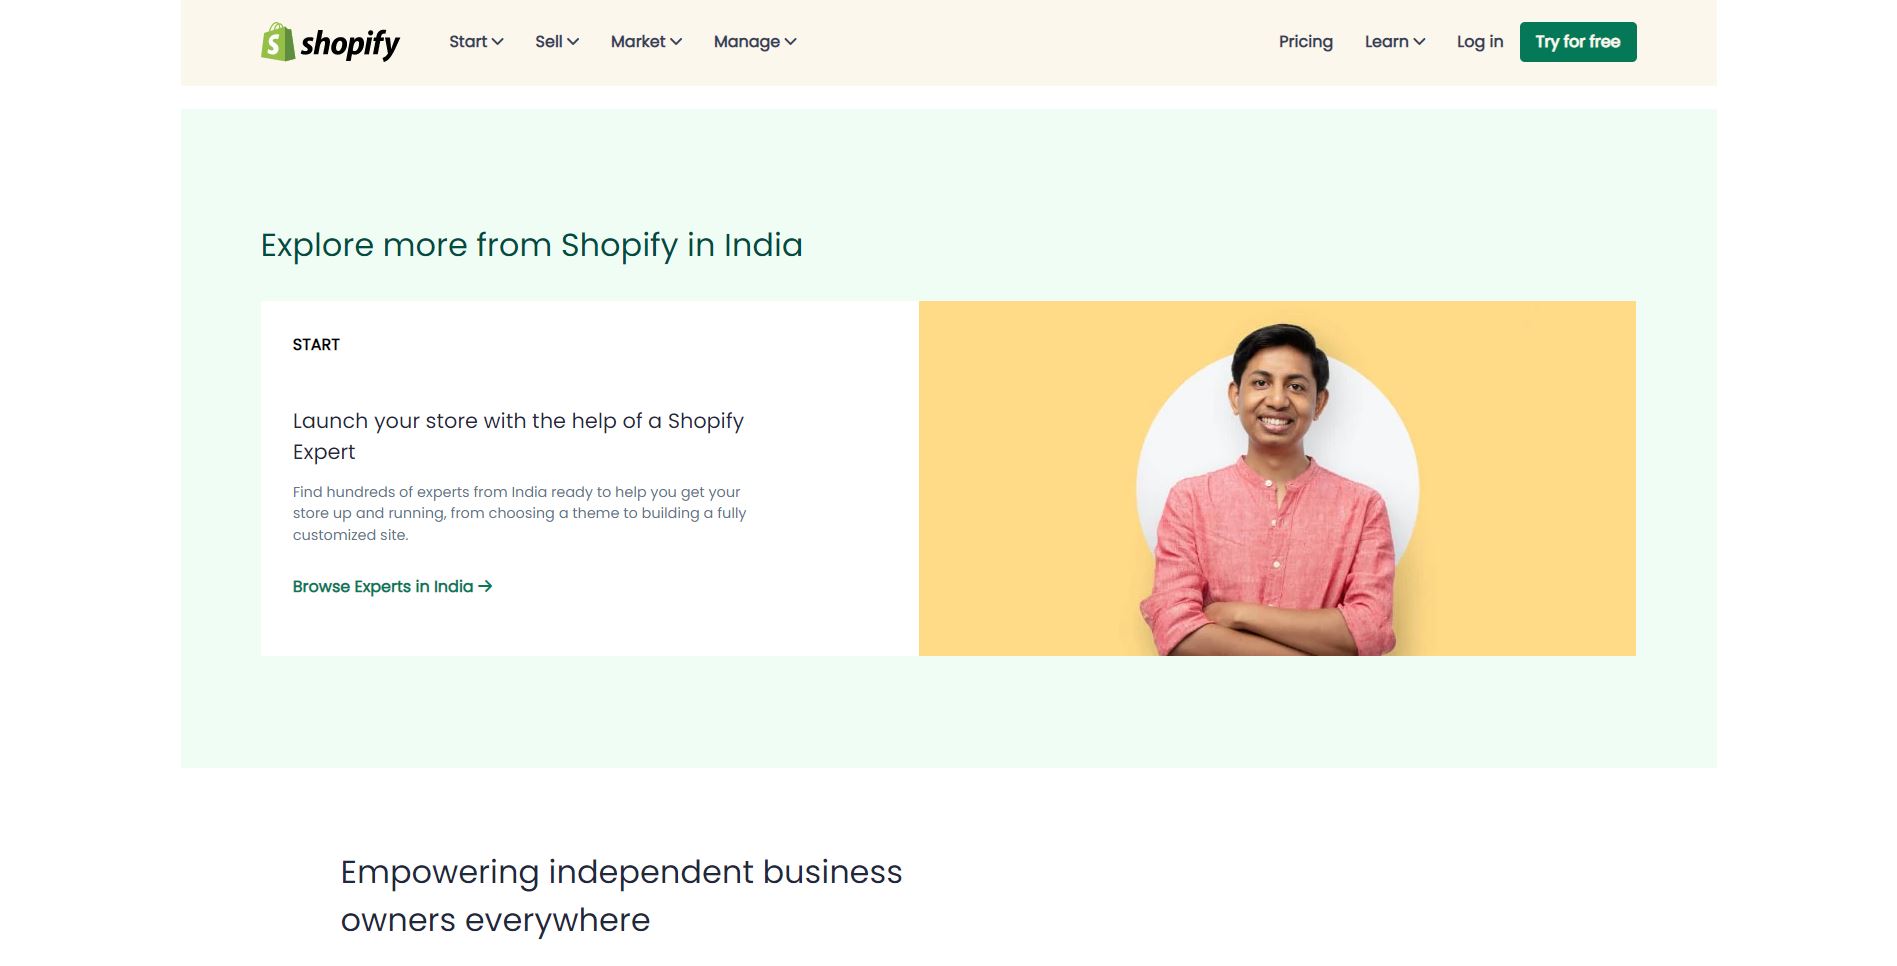 shopify
Start
Sell
Market
Manage
Pricing
Learn
Log in
Try for free
Explore more from Shopify in India
START
Launch your store with the help of a Shopify
Expert
Find hundreds of experts from India ready to help you get your
store up and running, from choosing a theme to building a fully
customized site.
Browse Experts in India →
Empowering independent business
owners everywhere